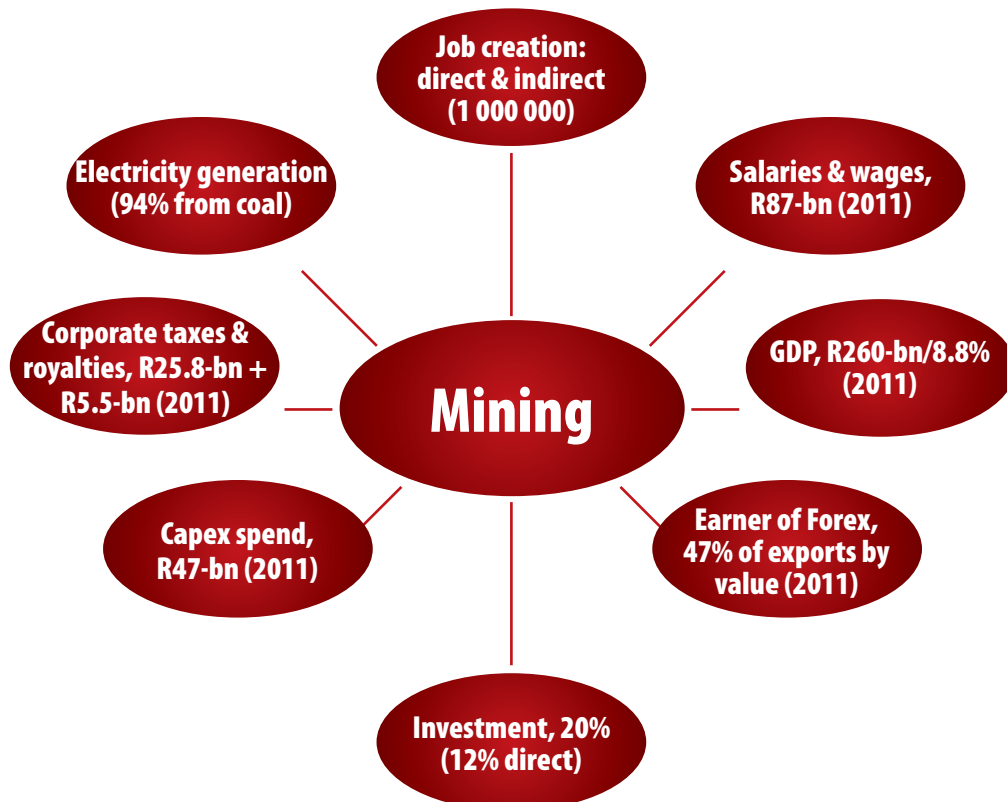 Job creation:
direct & indirect
(1 000 000)
Electricity generation
(94% from coal)
Salaries & wages,
R87-bn (2011)
Corporate taxes &
royalties, R25.8-bn +
R5.5-bn (2011)
Mining
GDP, R260-bn/8.8%
(2011)
Capex spend,
R47-bn (2011)
Earner of Forex,
47% of exports by
value (2011)
Investment, 20%
(12% direct)